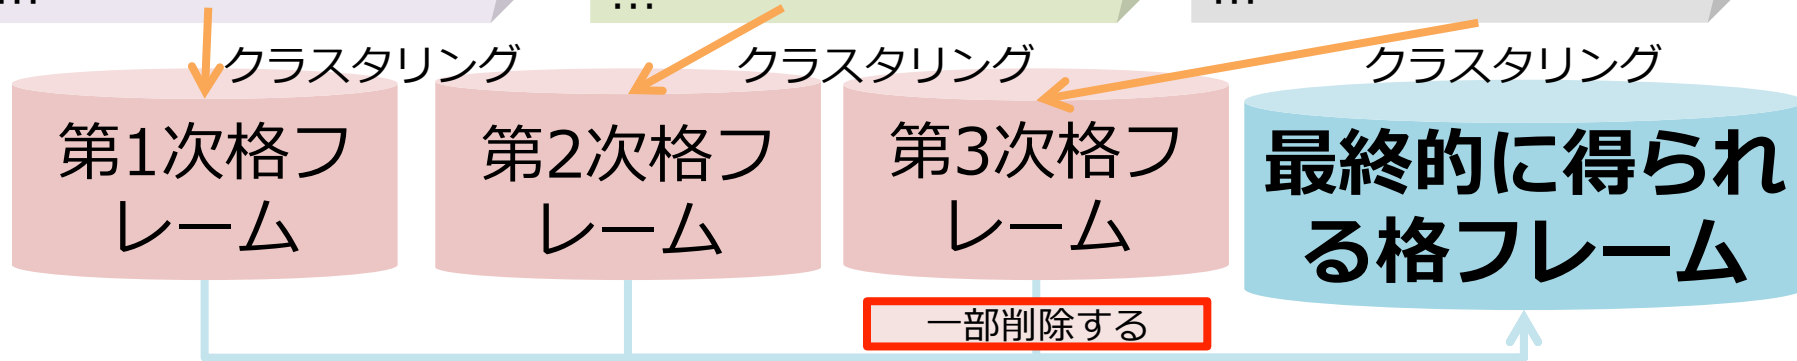 … … …
クラスタリング クラスタリング クラスタリング
第1次格フ
レーム
第2次格フ
レーム
第3次格フ
レーム
最終的に得られ
る格フレーム
一部削除する